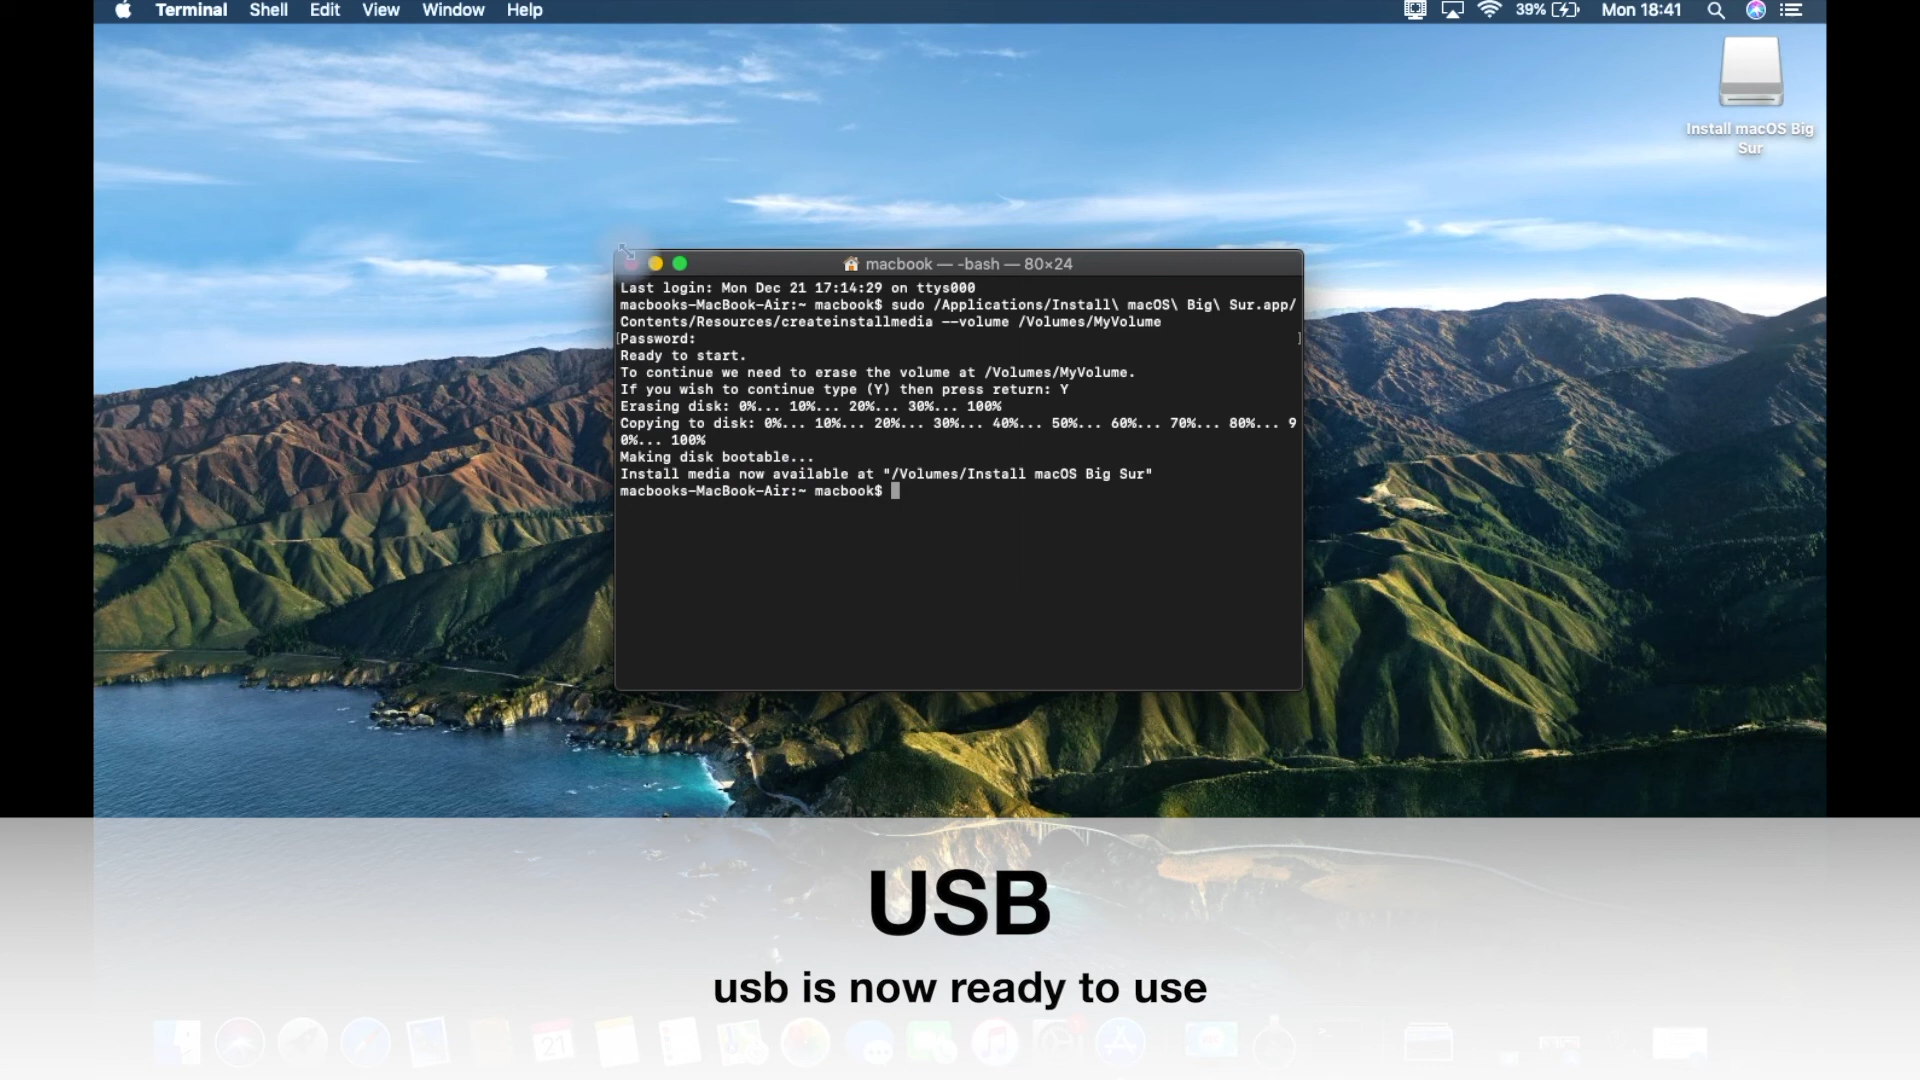 Terminal Shell Edit View Window Help
39% Mon 18:41
Install macOS Big
Sur
macbook — -bash — 80×24
Last login: Mon Dec 21 17:14:29 on ttys000
macbooks-MacBook-Air:~ macbook$ sudo /Applications/Install\ macOS\ Big\ Sur.app/
Contents/Resources/createinstallmedia --volume /Volumes/MyVolume
[Password: ]
Ready to start.
To continue we need to erase the volume at /Volumes/MyVolume.
If you wish to continue type (Y) then press return: Y
Erasing disk: 0%... 10%... 20%... 30%... 100%
Copying to disk: 0%... 10%... 20%... 30%... 40%... 50%... 60%... 70%... 80%... 9
0%... 100%
Making disk bootable...
Install media now available at "/Volumes/Install macOS Big Sur"
macbooks-MacBook-Air:~ macbook$
USB
usb is now ready to use
21